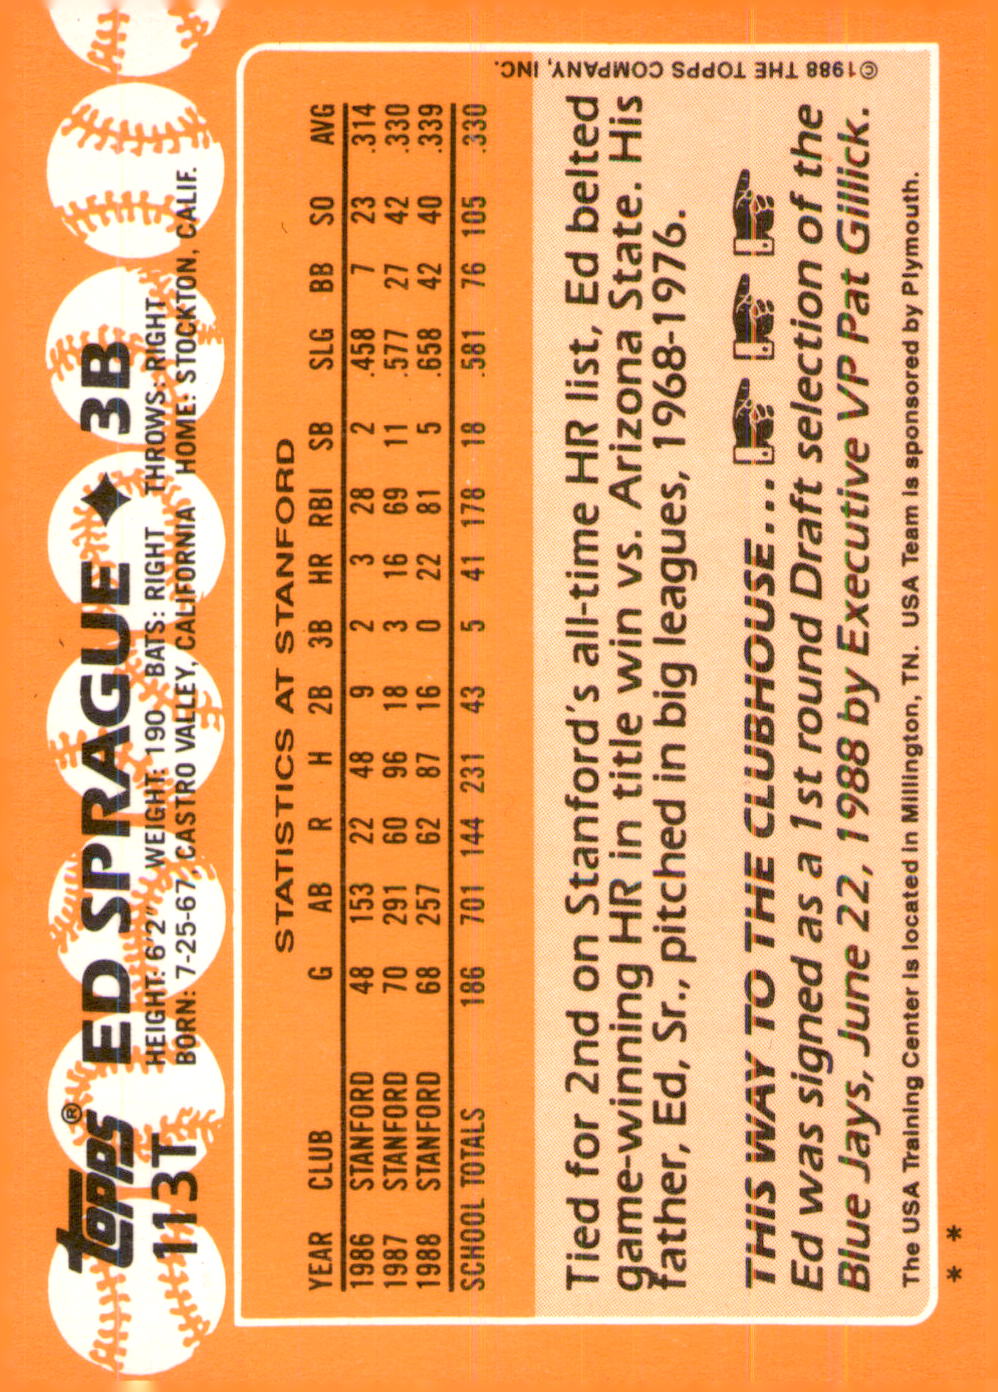 topps® ED SPRAGUE ♦ 3B
113T HEIGHT: 6'2" WEIGHT: 190 BATS: RIGHT THROWS: RIGHT
BORN: 7-25-67, CASTRO VALLEY, CALIFORNIA HOME: STOCKTON, CALIF.
STATISTICS AT STANFORD
YEAR CLUB G AB R H 2B 3B HR RBI SB SLG BB SO AVG
1986 STANFORD 48 153 22 48 9 2 3 28 2 .458 7 23 .314
1987 STANFORD 70 291 60 96 18 3 16 69 11 .577 27 42 .330
1988 STANFORD 68 257 62 87 16 0 22 81 5 .658 42 40 .339
SCHOOL TOTALS 186 701 144 231 43 5 41 178 18 .581 76 105 .330
Tied for 2nd on Stanford's all-time HR list, Ed belted
game-winning HR in title win vs. Arizona State. His
father, Ed, Sr., pitched in big leagues, 1968-1976.
THIS WAY TO THE CLUBHOUSE...
Ed was signed as a 1st round Draft selection of the
Blue Jays, June 22, 1988 by Executive VP Pat Gillick.
The USA Training Center is located in Millington, TN. USA Team is sponsored by Plymouth.
* *
©1988 THE TOPPS COMPANY, INC.